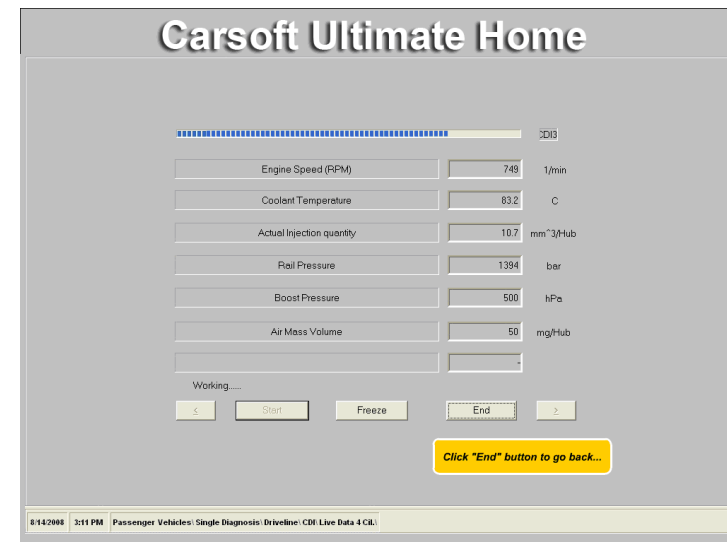 Carsoft Ultimate Home
CDI3
Engine Speed (RPM) 749 1/min
Coolant Temperature 83.2 C
Actual Injection quantity 10.7 mm^3/Hub
Rail Pressure 1394 bar
Boost Pressure 500 hPa
Air Mass Volume 50 mg/Hub
-
Working.....
< Start Freeze End >
Click "End" button to go back...
8/14/2008 3:11 PM Passenger Vehicles\ Single Diagnosis\ Driveline\ CDI\ Live Data 4 Cil.\